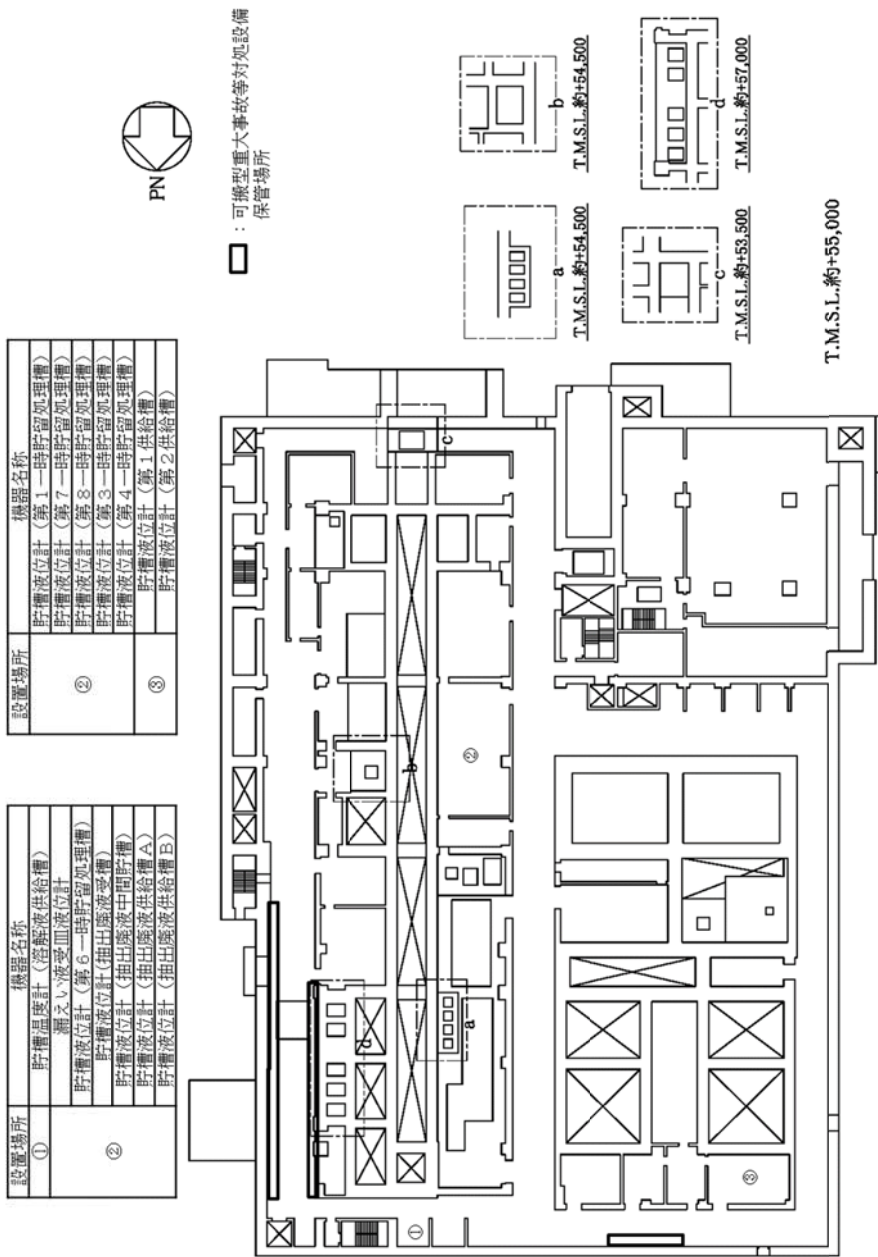 設置場所 機器名称
① 貯槽温度計（溶解液供給槽）
② 漏えい液受皿液位計
貯槽液位計（第６一時貯留処理槽）
貯槽液位計（抽出廃液受槽）
貯槽液位計（抽出廃液中間貯槽）
貯槽液位計（抽出廃液供給槽Ａ）
貯槽液位計（抽出廃液供給槽Ｂ）
設置場所 機器名称
② 貯槽液位計（第１一時貯留処理槽）
貯槽液位計（第７一時貯留処理槽）
貯槽液位計（第８一時貯留処理槽）
貯槽液位計（第３一時貯留処理槽）
貯槽液位計（第４一時貯留処理槽）
③ 貯槽液位計（第１供給槽）
貯槽液位計（第２供給槽）
PN
：可搬型重大事故等対処設備
保管場所
a
T.M.S.L.約+54,500
b
T.M.S.L.約+54,500
c
T.M.S.L.約+53,500
d
T.M.S.L.約+57,000
T.M.S.L.約+55,000
d
b
c
a
①
②
③